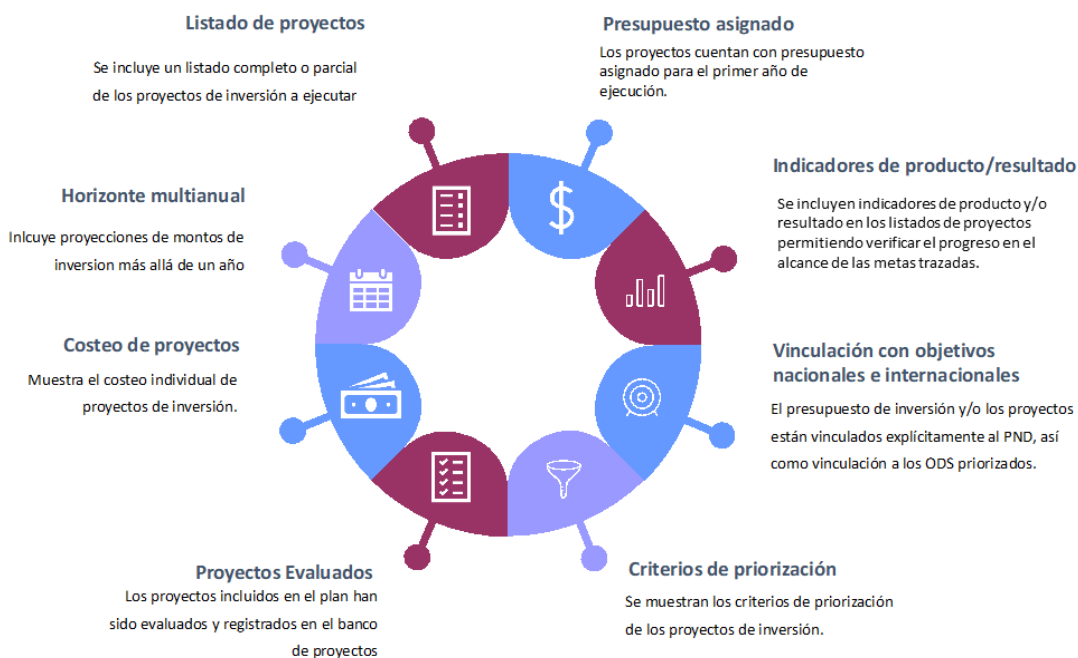 Listado de proyectos
Se incluye un listado completo o parcial
de los proyectos de inversión a ejecutar
Presupuesto asignado
Los proyectos cuentan con presupuesto
asignado para el primer año de
ejecución.
Horizonte multianual
Inlcuye proyecciones de montos de
inversion más allá de un año
Indicadores de producto/resultado
Se incluyen indicadores de producto y/o
resultado en los listados de proyectos
permitiendo verificar el progreso en el
alcance de las metas trazadas.
Costeo de proyectos
Muestra el costeo individual de
proyectos de inversión.
Vinculación con objetivos
nacionales e internacionales
El presupuesto de inversión y/o los proyectos
están vinculados explícitamente al PND, así
como vinculación a los ODS priorizados.
Proyectos Evaluados
Los proyectos incluidos en el plan han
sido evaluados y registrados en el banco
de proyectos
Criterios de priorización
Se muestran los criterios de priorización
de los proyectos de inversión.
$